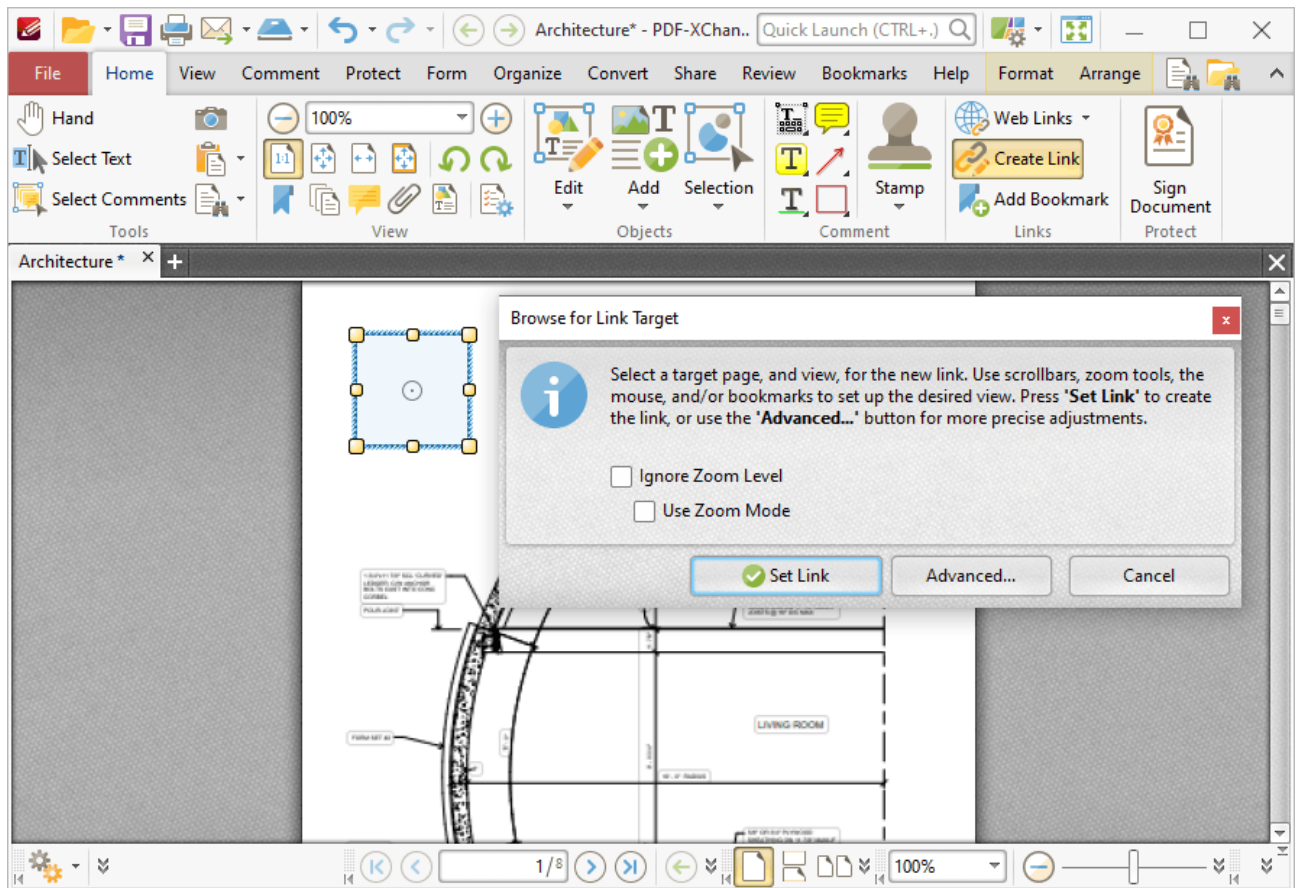 Architecture* - PDF-XChan..
Quick Launch (CTRL+.)
File Home View Comment Protect Form Organize Convert Share Review Bookmarks Help Format Arrange
Hand
Select Text
Select Comments
Tools
100%
1:1
View
Edit
Add
Selection
Objects
Stamp
Comment
Web Links
Create Link
Add Bookmark
Links
Sign
Document
Protect
Architecture *
Browse for Link Target
Select a target page, and view, for the new link. Use scrollbars, zoom tools, the
mouse, and/or bookmarks to set up the desired view. Press 'Set Link' to create
the link, or use the 'Advanced...' button for more precise adjustments.
Ignore Zoom Level
Use Zoom Mode
Set Link
Advanced...
Cancel
POUR JOINT
LIVING ROOM
1/8
100%